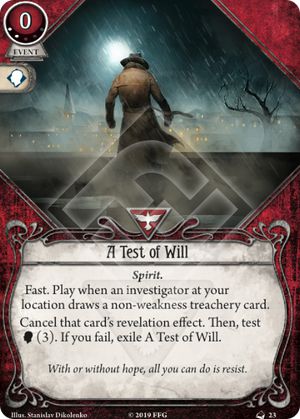 0
EVENT
A Test of Will
Spirit.
Fast. Play when an investigator at your
location draws a non-weakness treachery card.
Cancel that card's revelation effect. Then, test
(3). If you fail, exile A Test of Will.
With or without hope, all you can do is resist.
Illus. Stanislav Dikolenko © 2019 FFG 23